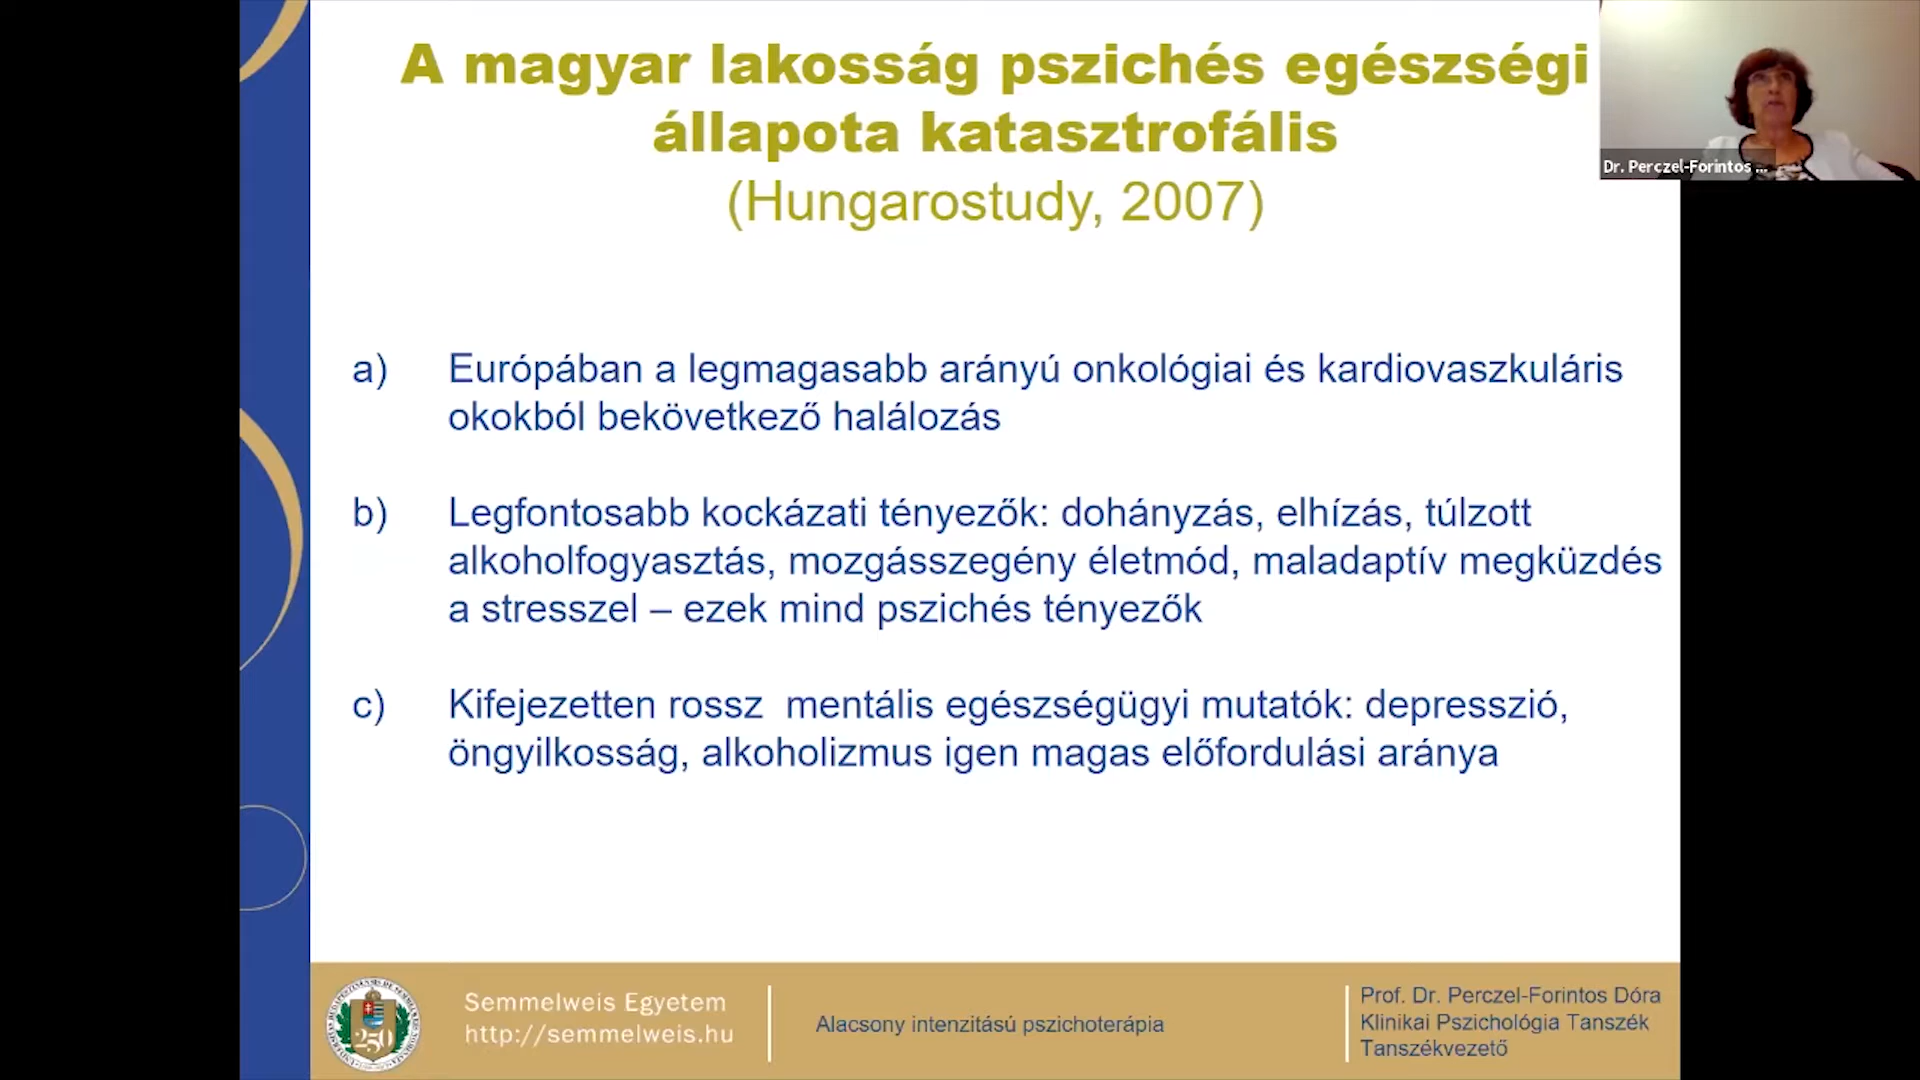 A magyar lakosság pszichés egészségi
állapota katasztrofális
(Hungarostudy, 2007)
Dr. Perczel-Forintos ...
a) Európában a legmagasabb arányú onkológiai és kardiovaszkuláris
okokból bekövetkező halálozás
b) Legfontosabb kockázati tényezők: dohányzás, elhízás, túlzott
alkoholfogyasztás, mozgásszegény életmód, maladaptív megküzdés
a stresszel – ezek mind pszichés tényezők
c) Kifejezetten rossz  mentális egészségügyi mutatók: depresszió,
öngyilkosság, alkoholizmus igen magas előfordulási aránya
250
Semmelweis Egyetem
http://semmelweis.hu
Alacsony intenzitású pszichoterápia
Prof. Dr. Perczel-Forintos Dóra
Klinikai Pszichológia Tanszék
Tanszékvezető